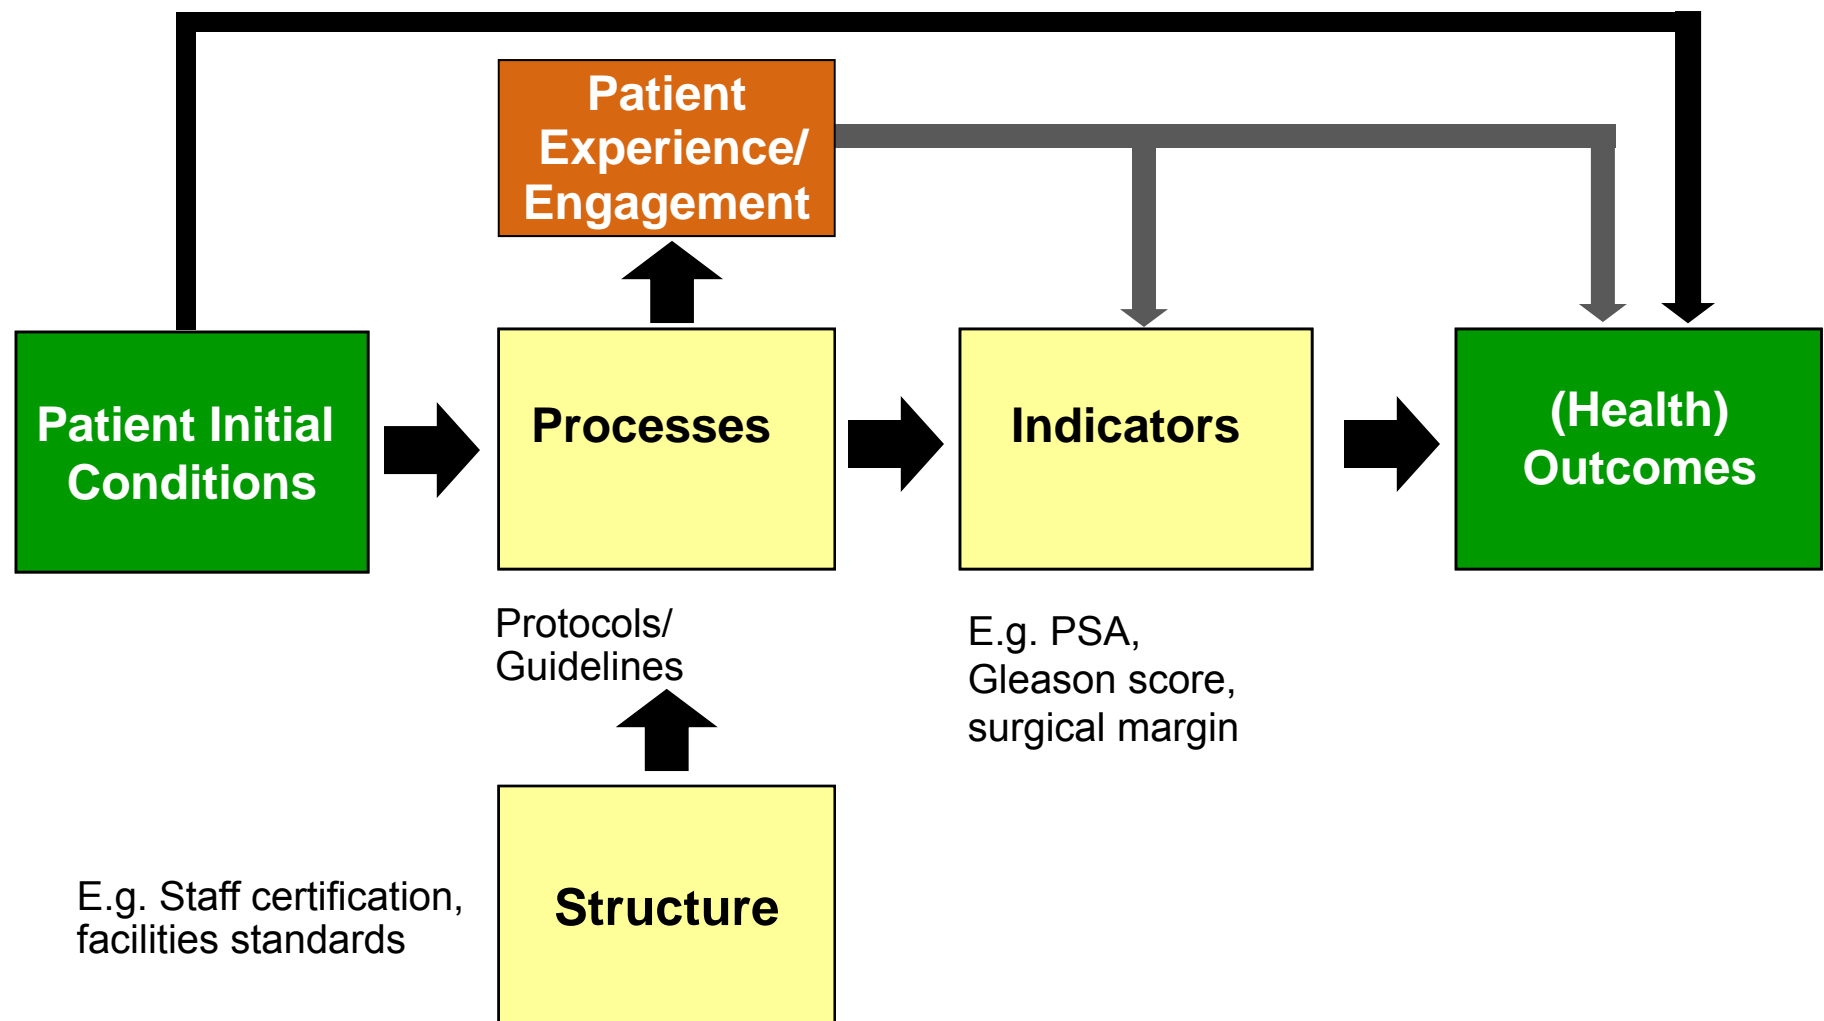 Patient
Experience/
Engagement
Patient Initial
Conditions
Processes
Indicators
(Health)
Outcomes
Protocols/
Guidelines
E.g. PSA,
Gleason score,
surgical margin
E.g. Staff certification,
facilities standards
Structure